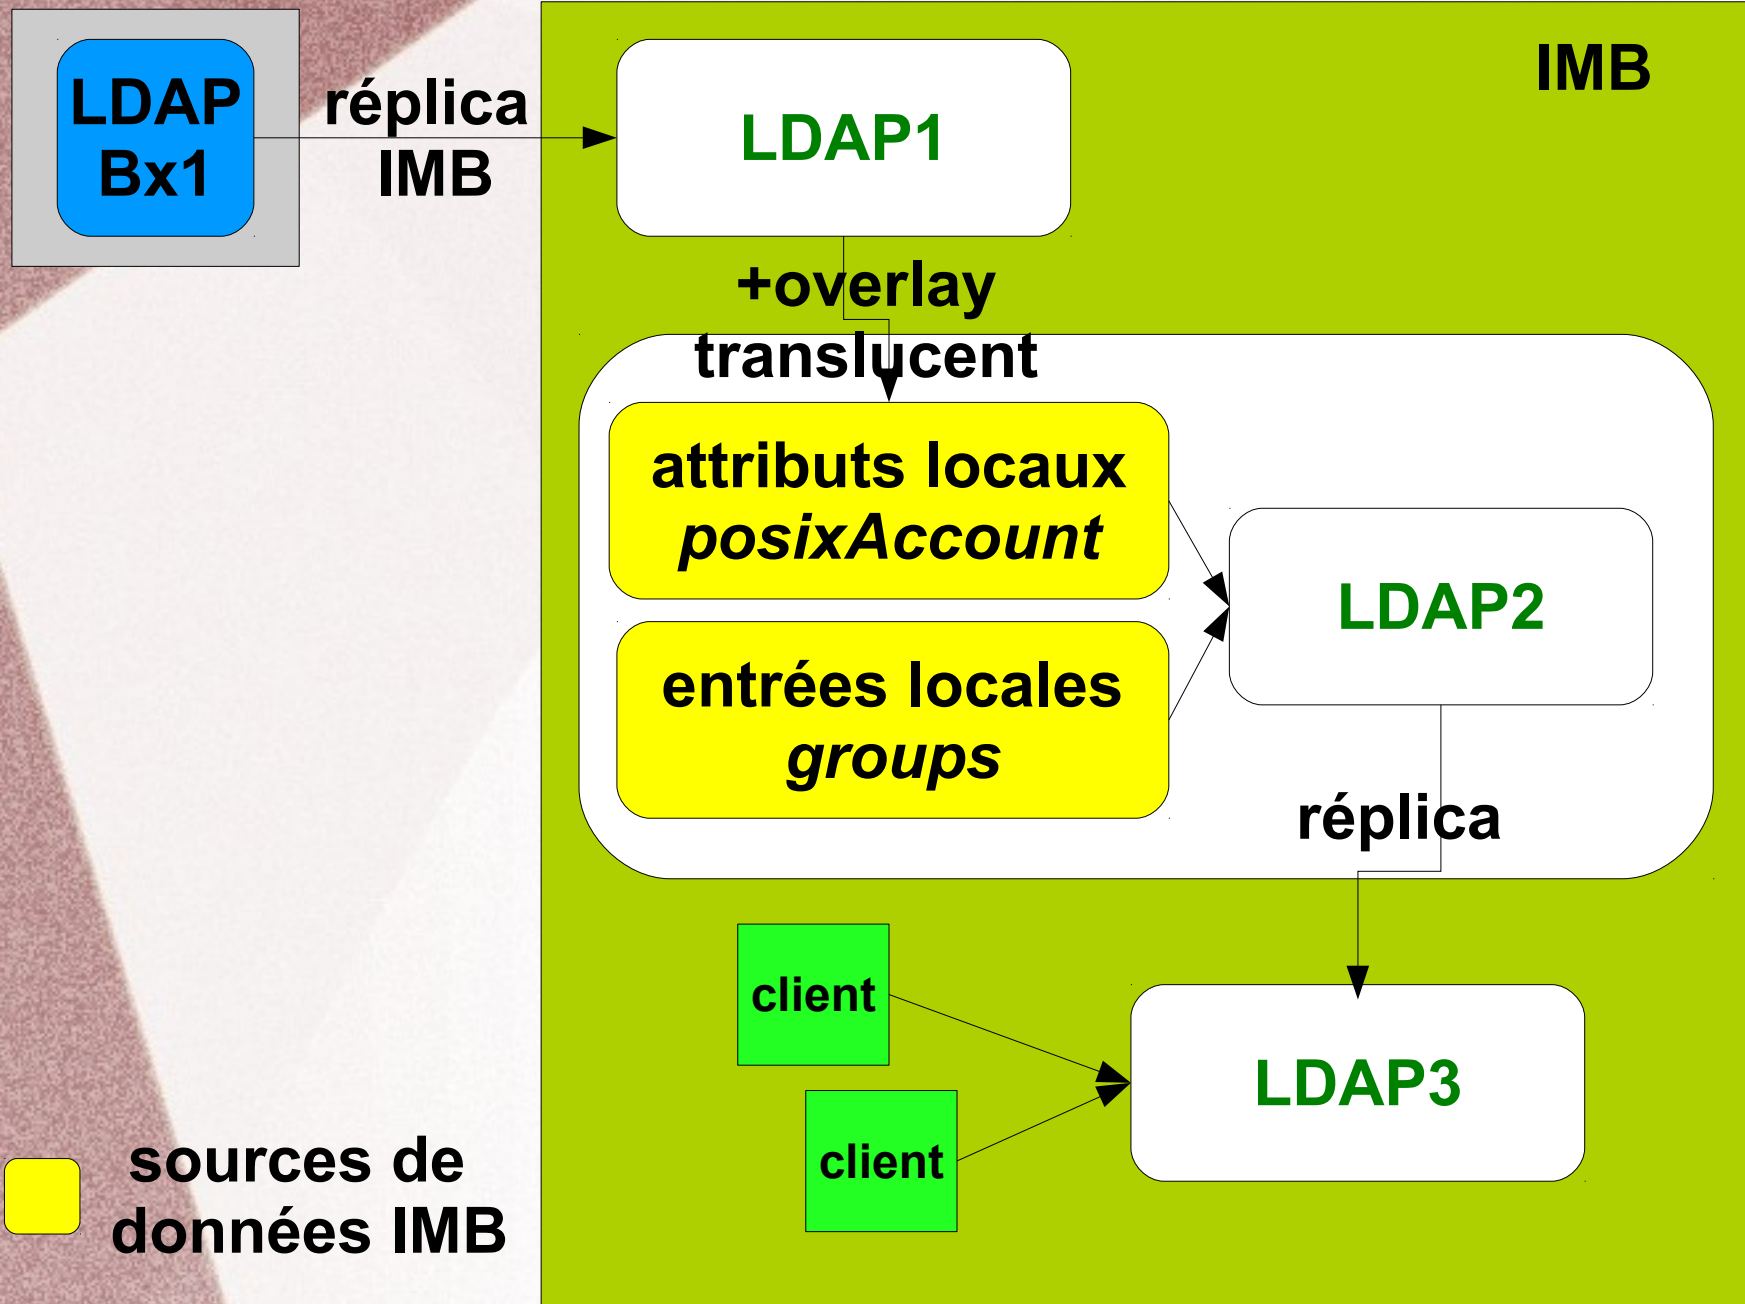 LDAP
Bx1
réplica
IMB
LDAP1
IMB
+overlay
translucent
attributs locaux
posixAccount
entrées locales
groups
LDAP2
réplica
client
client
LDAP3
sources de
données IMB